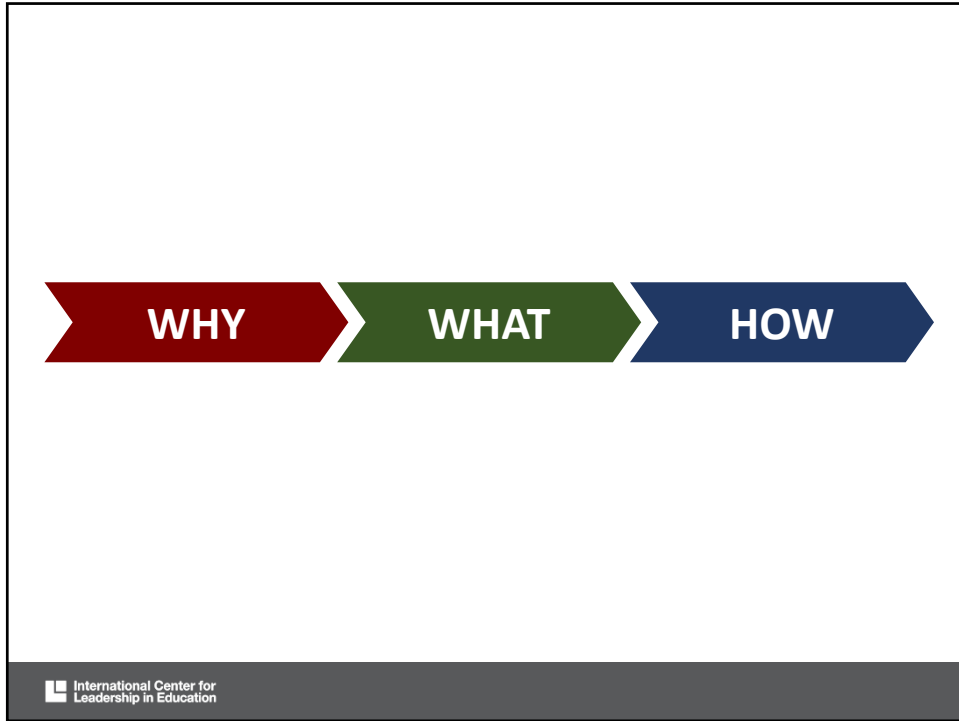 WHY
WHAT
HOW
International Center for
Leadership in Education